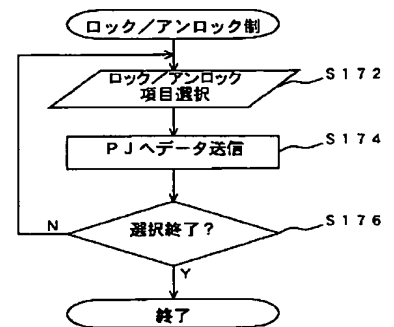 ロック／アンロック制
ロック／アンロック
項目選択
S172
PJへデータ送信
S174
選択終了？
S176
N
Y
終了